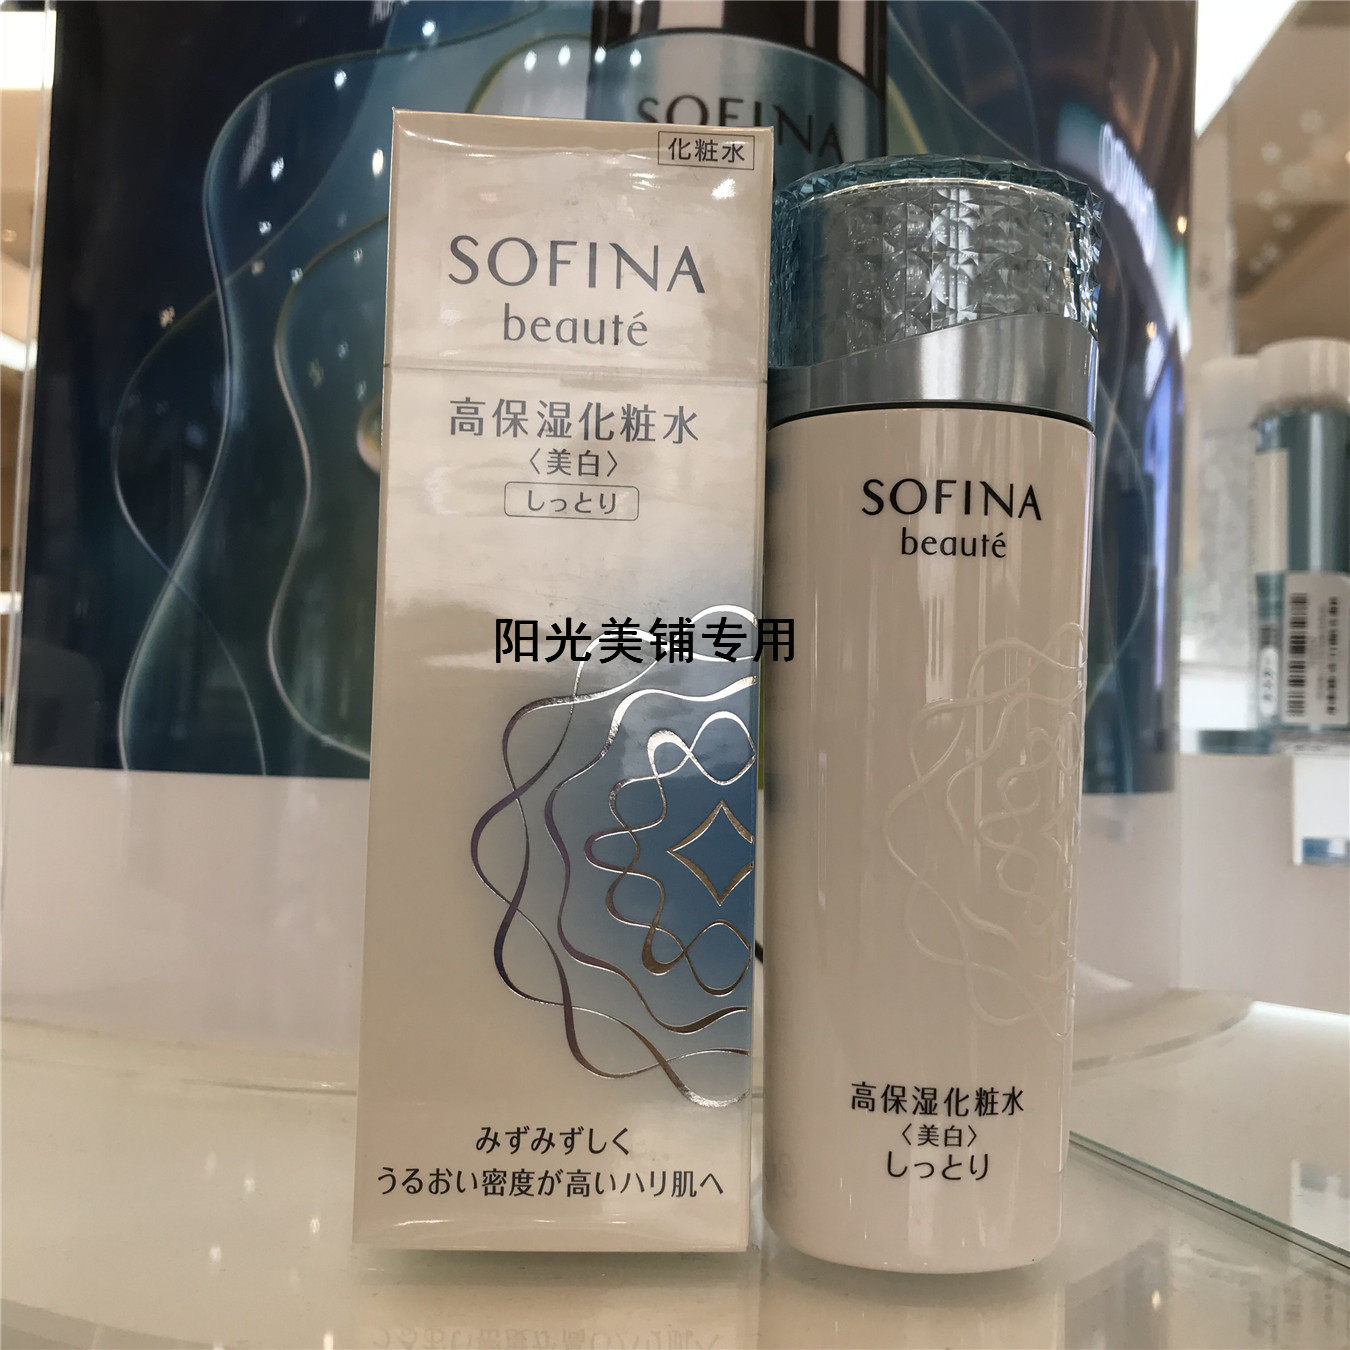 SOFINA
化粧水
SOFINA
beauté
高保湿化粧水
〈美白〉
しっとり
阳光美铺专用
みずみずしく
うるおい密度が高いハリ肌へ
SOFINA
beauté
高保湿化粧水
〈美白〉
しっとり